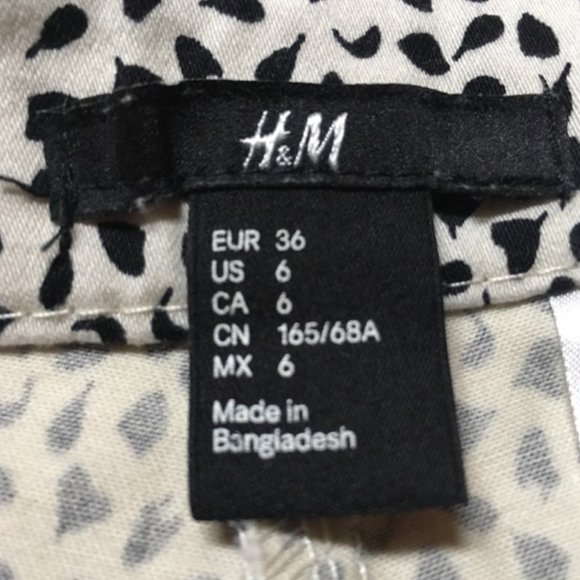 H&M
EUR 36
US 6
CA 6
CN 165/68A
MX 6
Made in
Bangladesh